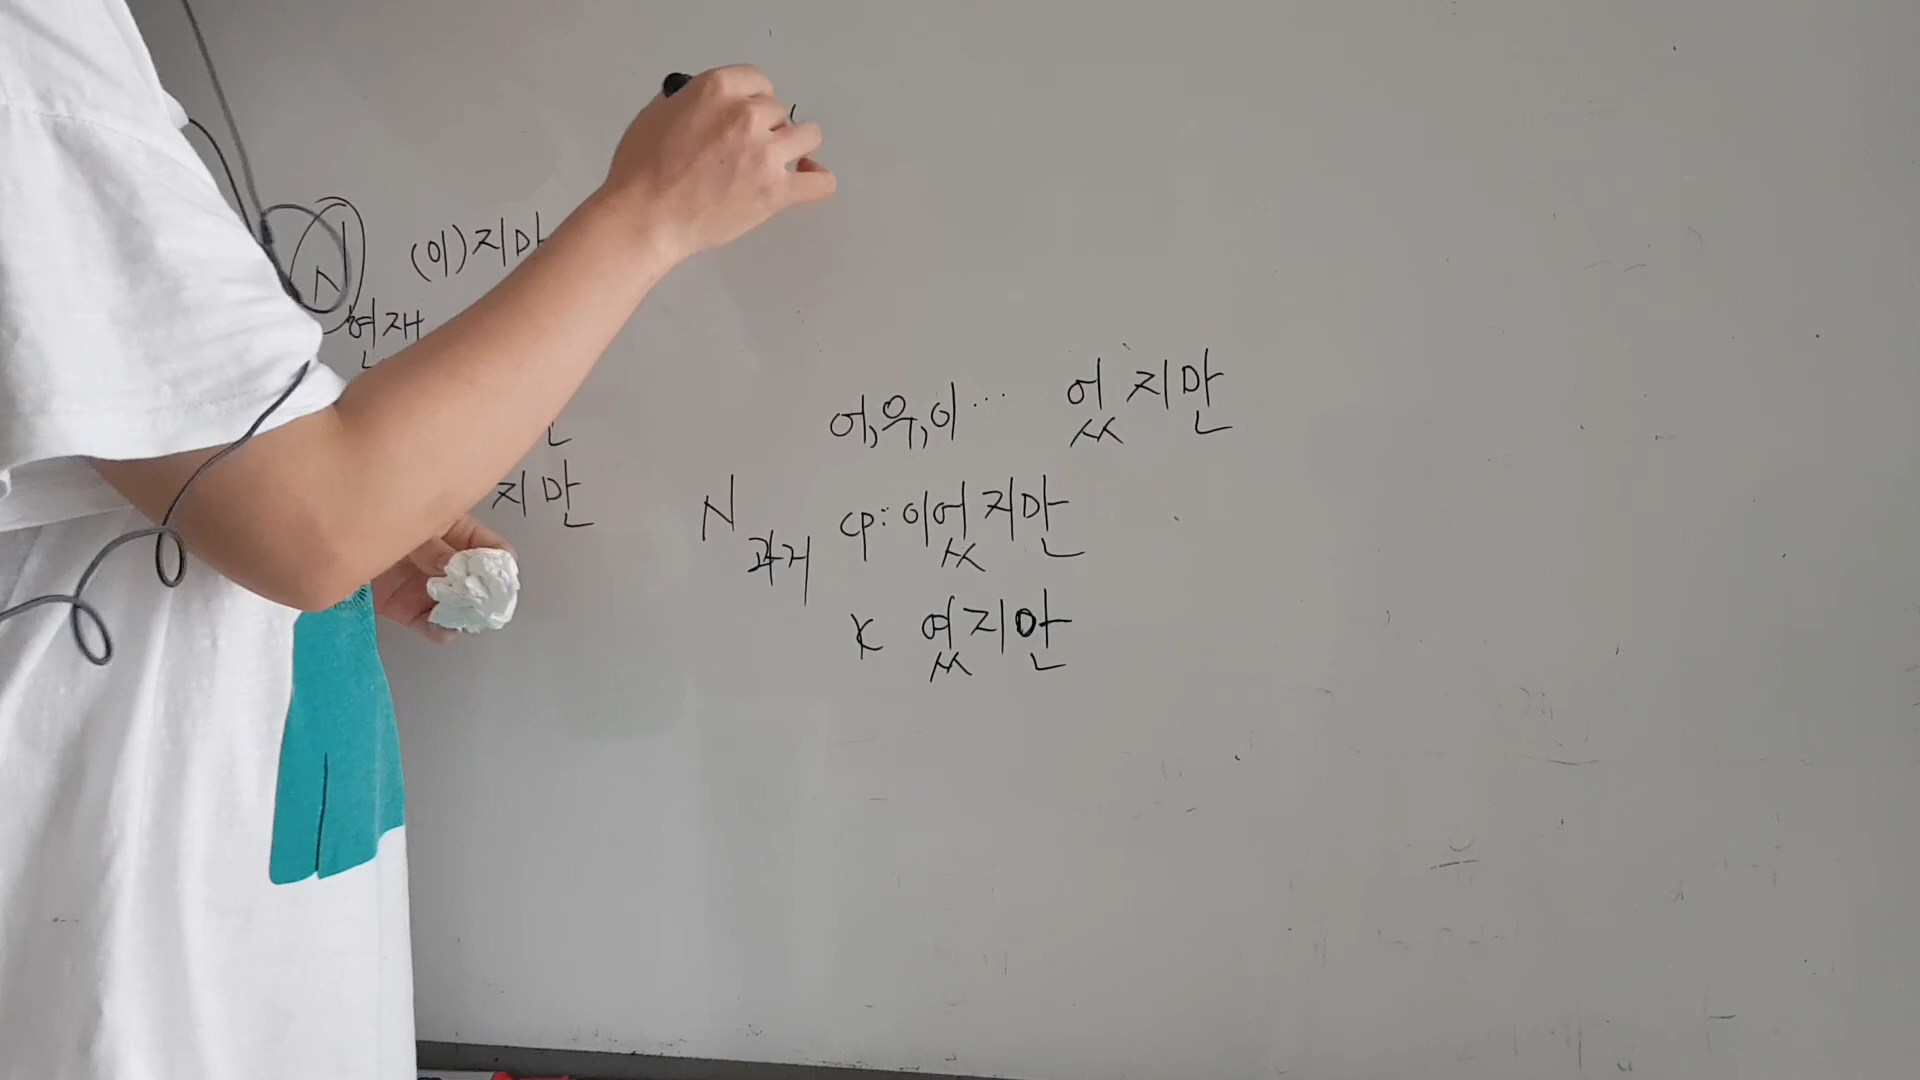 N (이)지만
현재
지만
어,우,이... 었지만
N 과거 cp: 이었지만
K 였지만